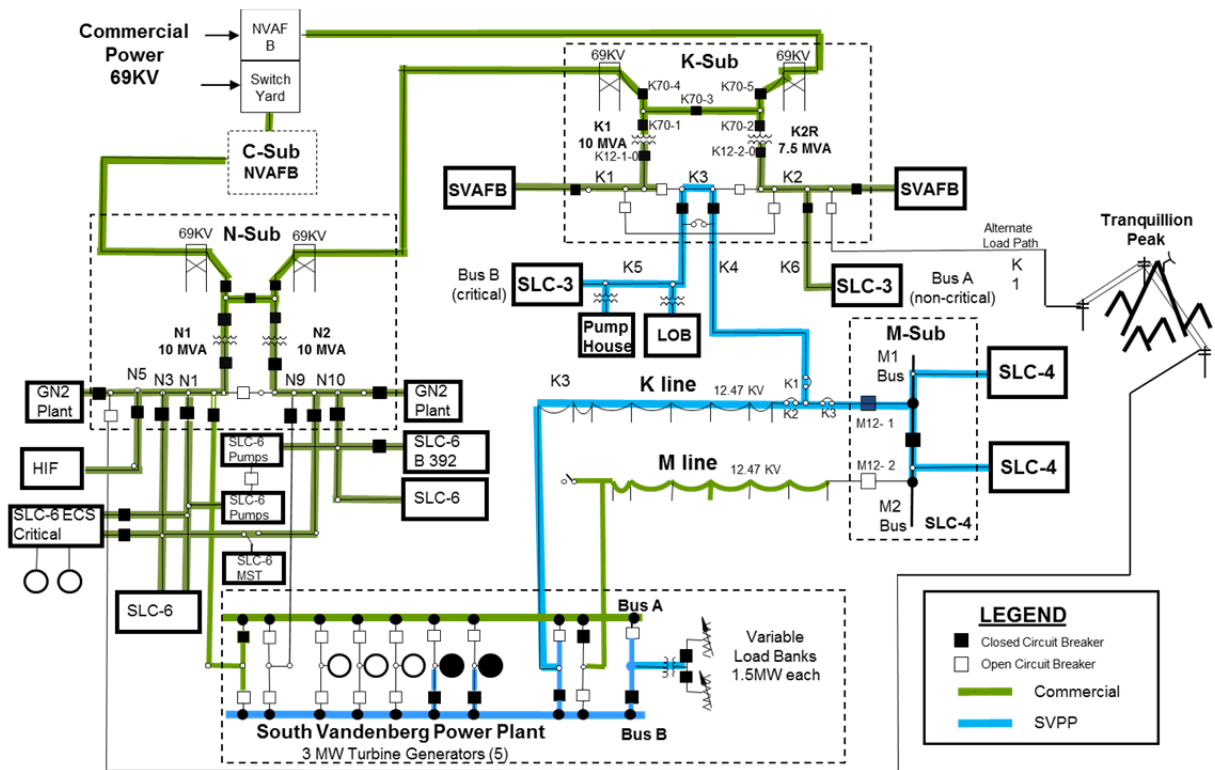 Commercial
Power
69KV
NVAF
B
Switch
Yard
C-Sub
NVAFB
K-Sub
69KV
69KV
K70-4
K70-5
K70-3
K70-1
K70-2
K1
10 MVA
K2R
7.5 MVA
K12-1-0
K12-2-0
SVAFB
K1
K3
K2
SVAFB
N-Sub
69KV
69KV
Bus B
(critical)
K5
K4
K6
SLC-3
SLC-3
Bus A
(non-critical)
Pump
House
LOB
Alternate
Load Path
K
1
Tranquillion
Peak
N1
10 MVA
N2
10 MVA
M-Sub
M1
Bus
SLC-4
K3
K line
12.47 KV
K1
K2
K3
M12- 1
N5
N3
N1
N9
N10
GN2
Plant
GN2
Plant
HIF
SLC-6
Pumps
SLC-6
B 392
SLC-6
Pumps
SLC-6
M line
12.47 KV
M12- 2
SLC-4
M2
Bus
SLC-4
SLC-6 ECS
Critical
SLC-6
MST
SLC-6
Bus A
Variable
Load Banks
1.5MW each
South Vandenberg Power Plant
3 MW Turbine Generators (5)
Bus B
LEGEND
Closed Circuit Breaker
Open Circuit Breaker
Commercial
SVPP